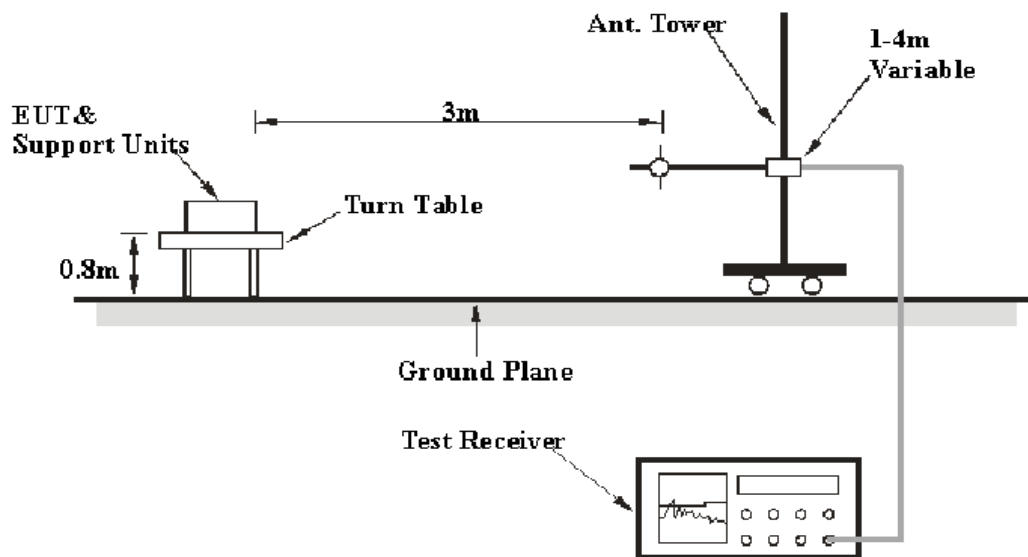 Ant. Tower
1-4m
Variable
3m
EUT&
Support Units
Turn Table
0.8m
Ground Plane
Test Receiver